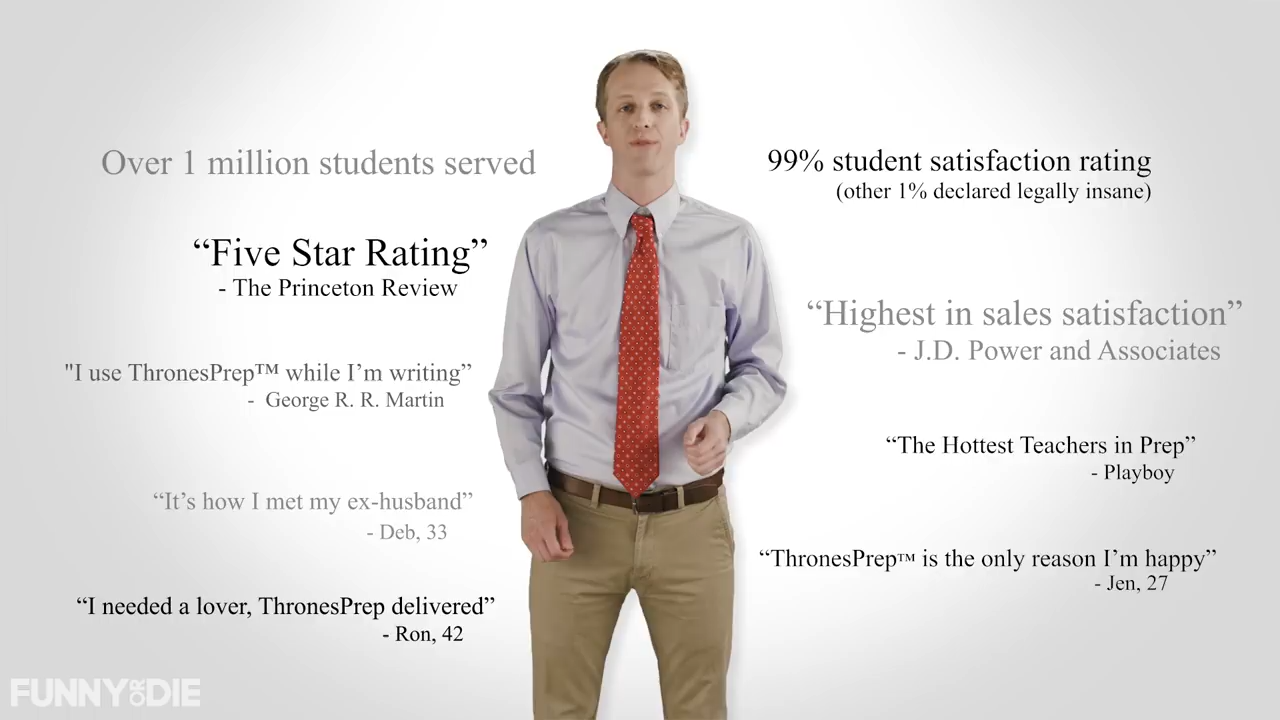 Over 1 million students served
99% student satisfaction rating
(other 1% declared legally insane)
“Five Star Rating”
- The Princeton Review
“Highest in sales satisfaction”
- J.D. Power and Associates
"I use ThronesPrep™ while I’m writing”
- George R. R. Martin
“The Hottest Teachers in Prep”
- Playboy
“It’s how I met my ex-husband”
- Deb, 33
“ThronesPrep™ is the only reason I’m happy”
- Jen, 27
“I needed a lover, ThronesPrep delivered”
- Ron, 42
FUNNY OR DIE